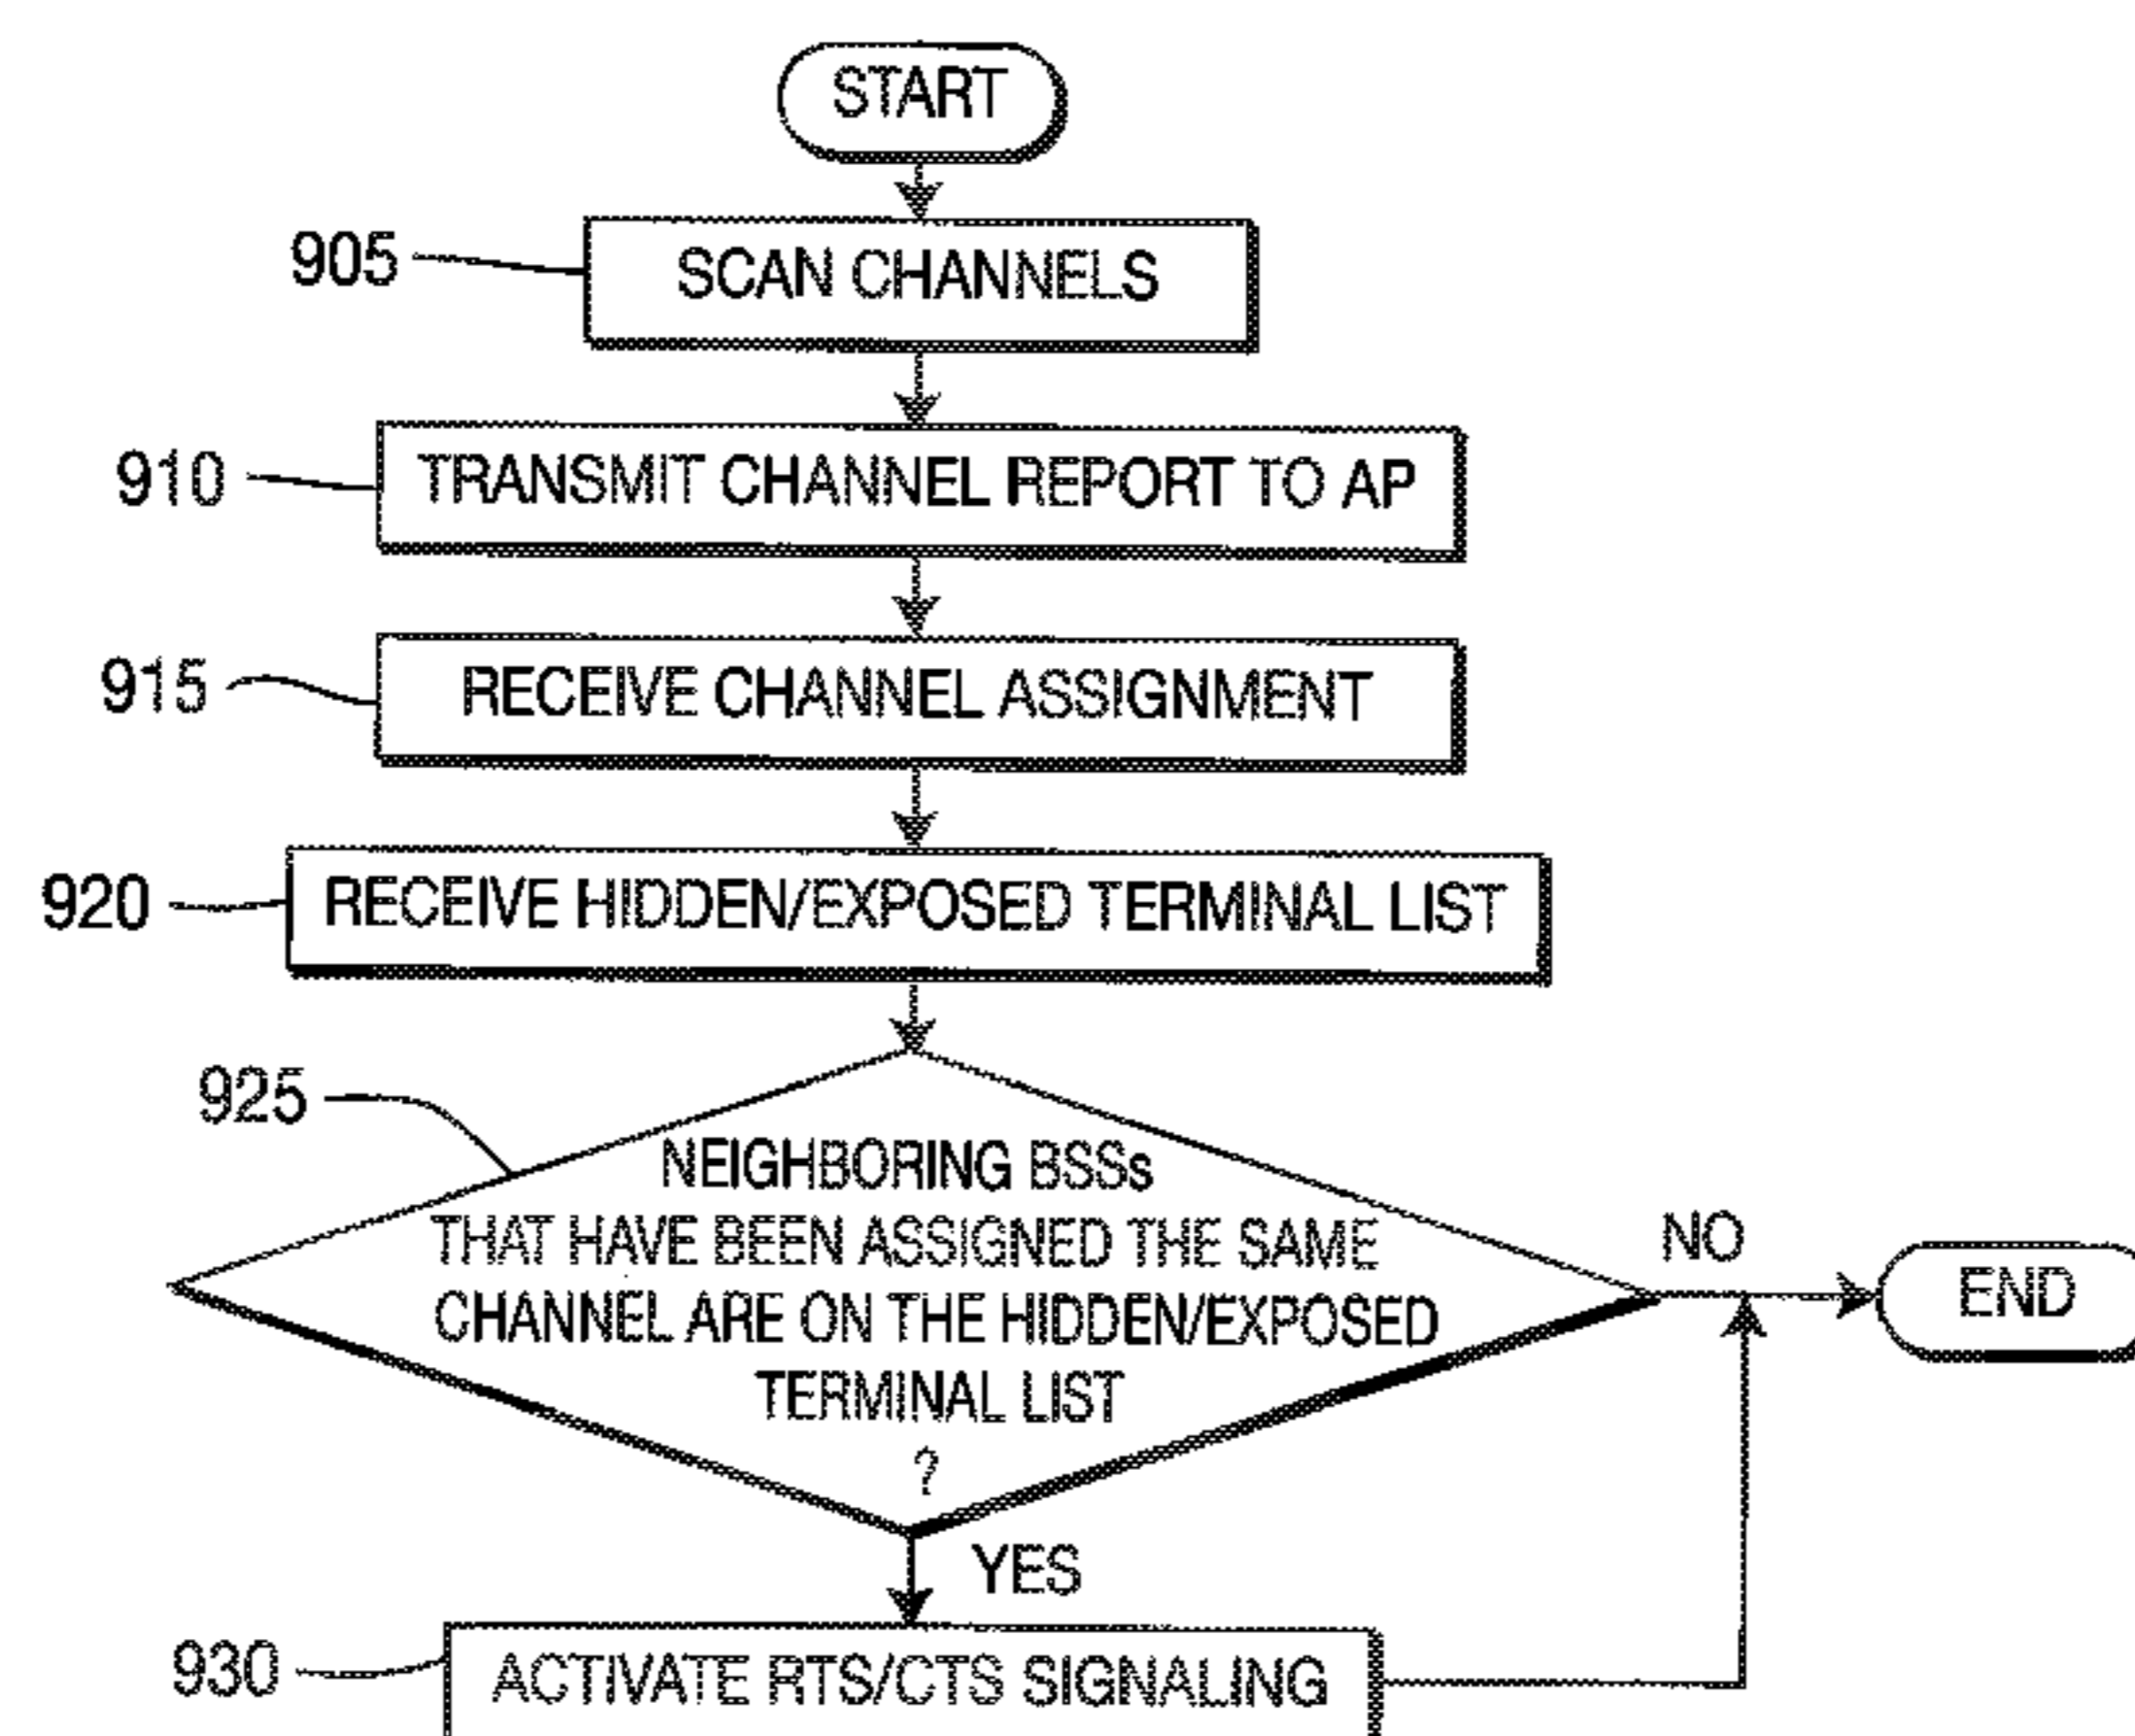 START
905
SCAN CHANNELS
910
TRANSMIT CHANNEL REPORT TO AP
915
RECEIVE CHANNEL ASSIGNMENT
920
RECEIVE HIDDEN/EXPOSED TERMINAL LIST
925
NEIGHBORING BSSs
THAT HAVE BEEN ASSIGNED THE SAME
CHANNEL ARE ON THE HIDDEN/EXPOSED
TERMINAL LIST
?
NO
END
YES
930
ACTIVATE RTS/CTS SIGNALING